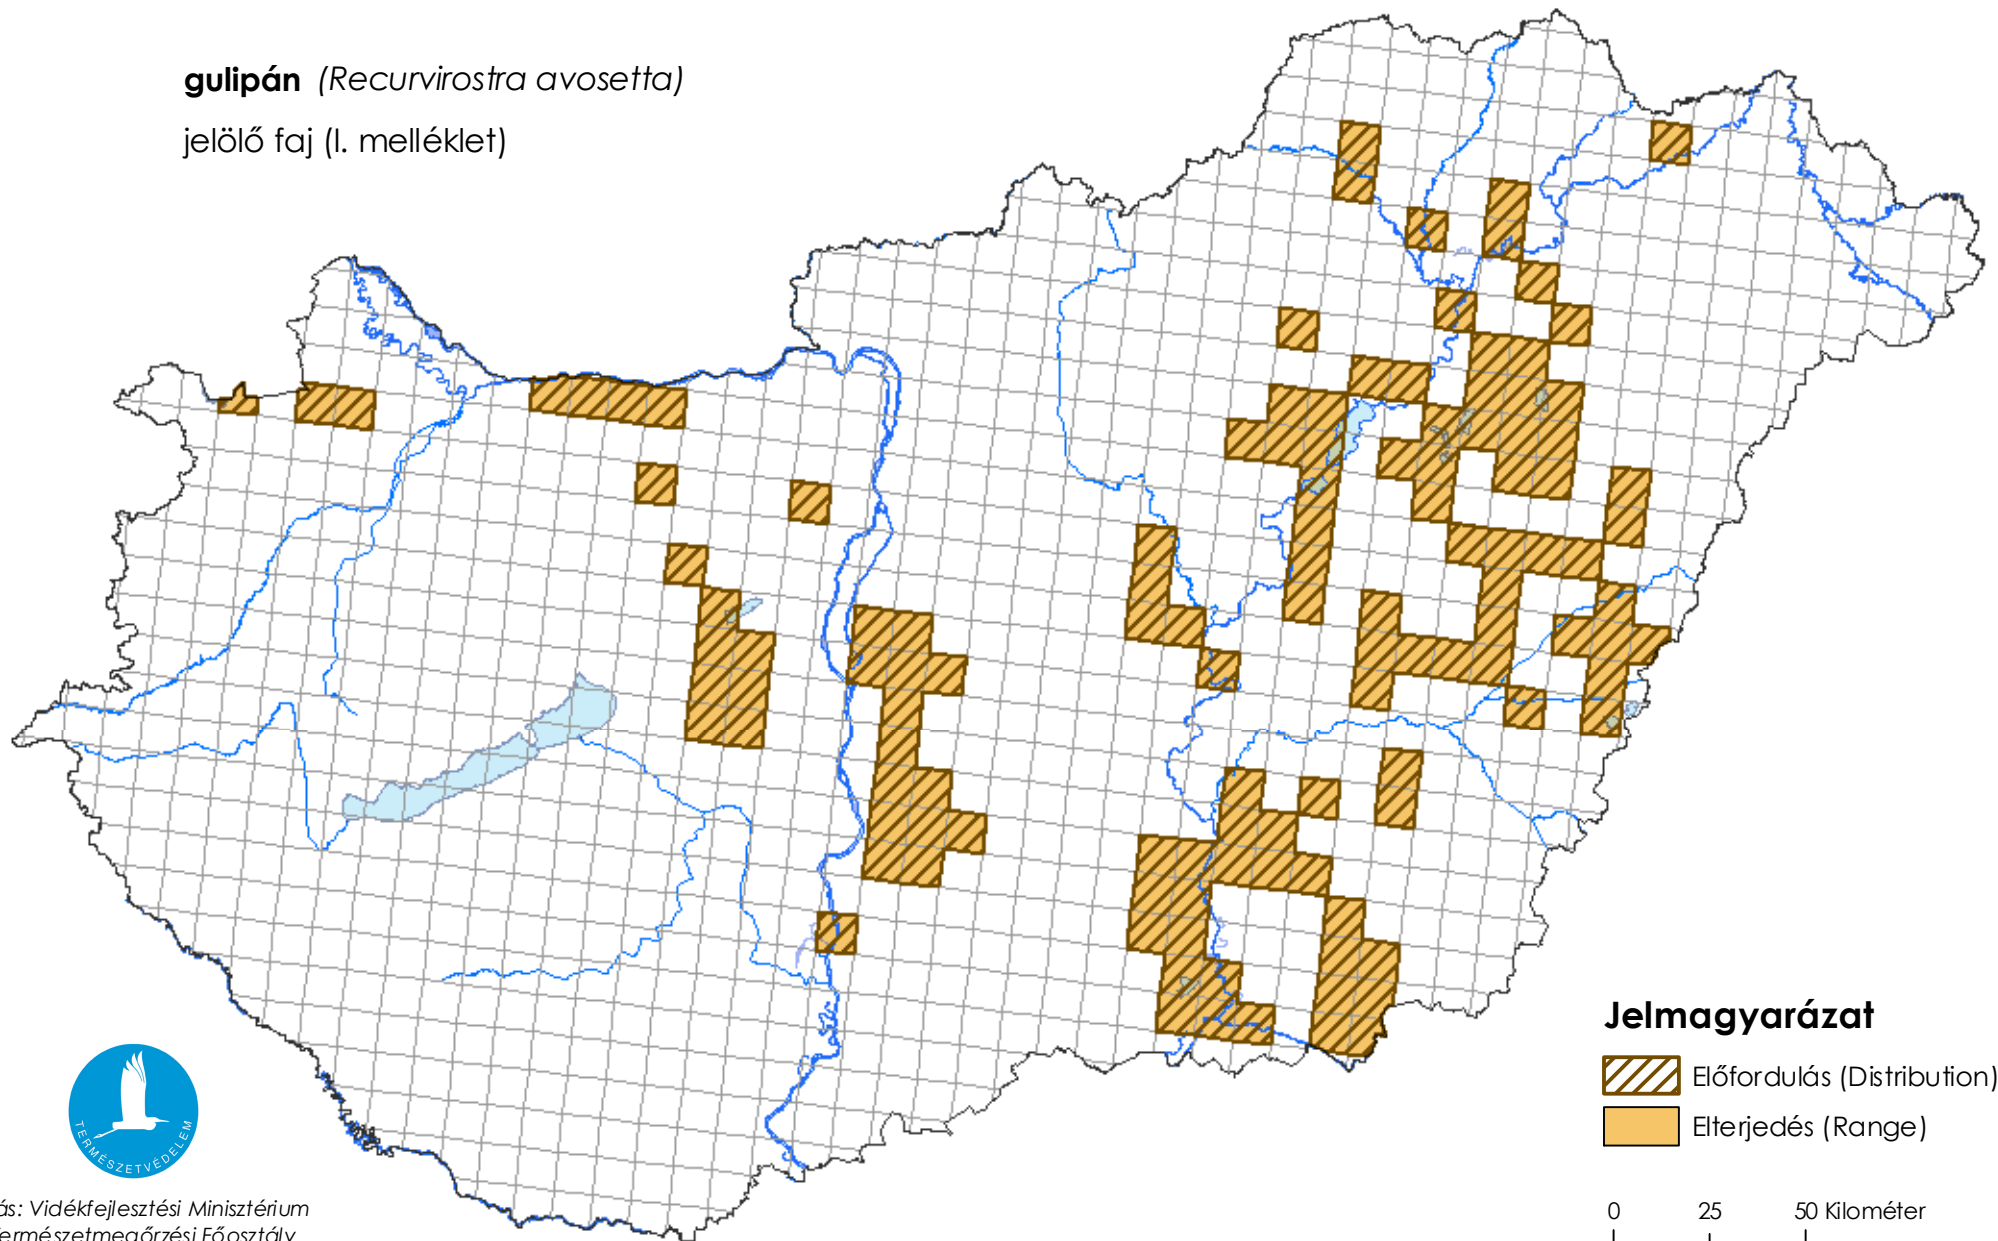 gulipán (Recurvirostra avosetta)
jelölő faj (I. melléklet)
Jelmagyarázat
Előfordulás (Distribution)
Elterjedés (Range)
0 25 50 Kilométer
TERMÉSZETVÉDELEM
Vidékfejlesztési Minisztérium
Természetmegőrzési Főosztály